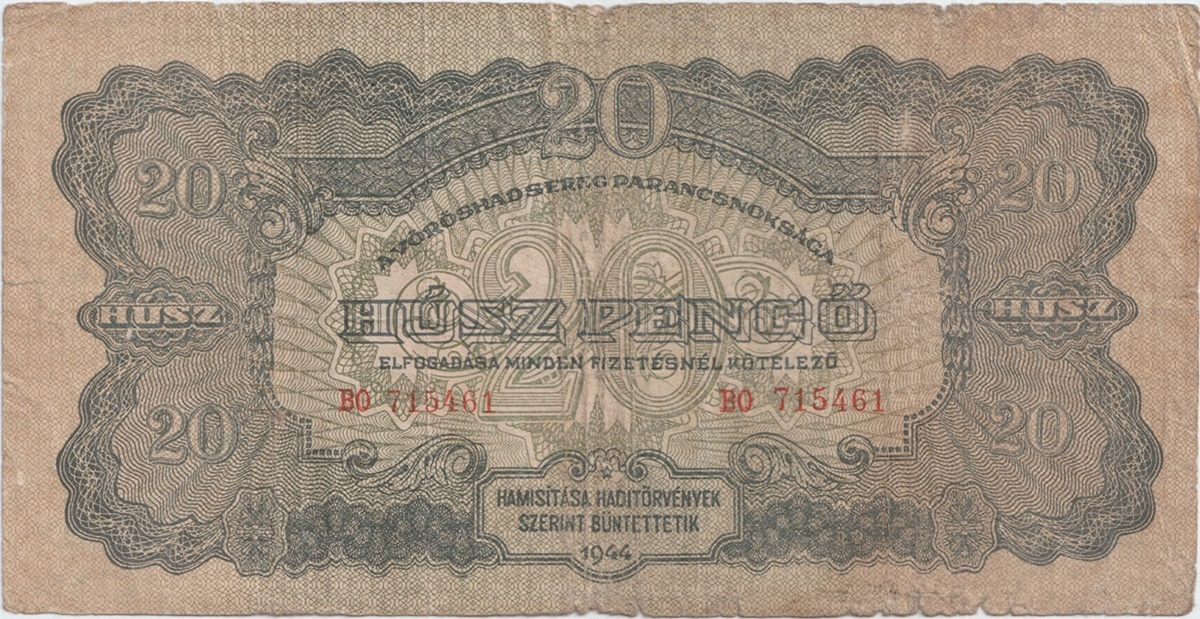 20
20 20
A VÖRÖSHADSEREG PARANCSNOKSÁGA
20
HÚSZ HÚSZ PENGŐ HÚSZ
ELFOGADÁSA MINDEN FIZETÉSNÉL KÖTELEZŐ
BO 715461 BO 715461
20 20
HAMISÍTÁSA HADITÖRVÉNYEK
SZERINT BÜNTETTETIK
1944